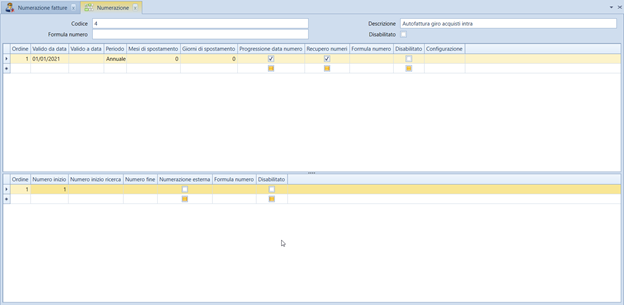 Numerazione fatture Numerazione
Codice 4 Descrizione Autofattura giro acquisti intra
Formula numero Disabilitato
Ordine Valido da data Valido a data Periodo Mesi di spostamento Giorni di spostamento Progressione data numero Recupero numeri Formula numero Disabilitato Configurazione
1 01/01/2021 Annuale 0 0
Ordine Numero inizio Numero inizio ricerca Numero fine Numerazione esterna Formula numero Disabilitato
1 1